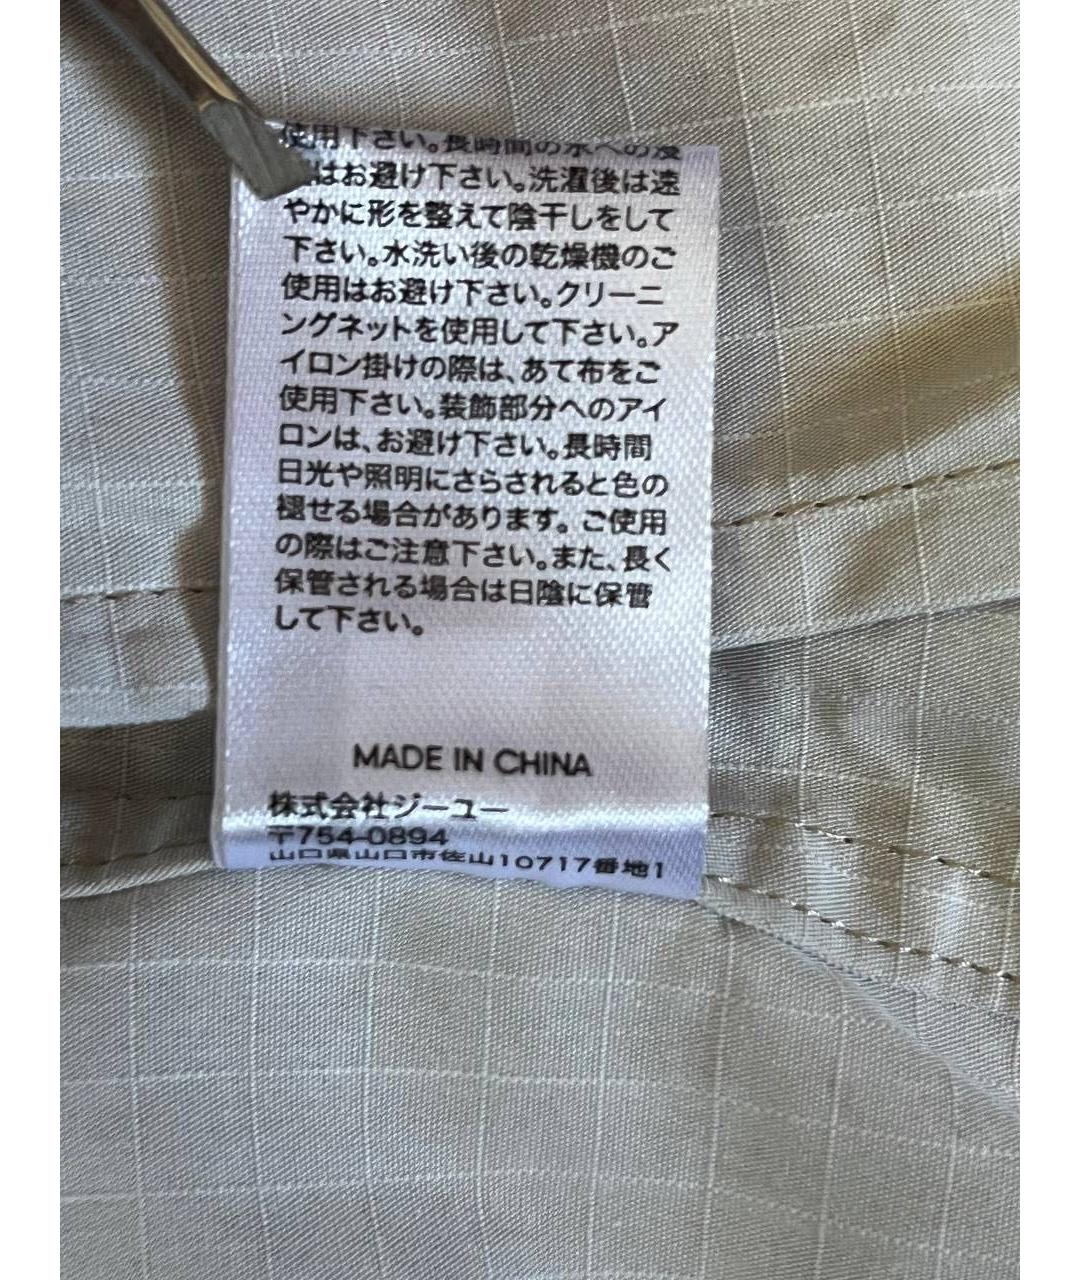 使用下さい。長時間の水への浸
はお避け下さい。洗濯後は速
やかに形を整えて陰干しをして
下さい。水洗い後の乾燥機のご
使用はお避け下さい。クリーニ
ングネットを使用して下さい。ア
イロン掛けの際は、あて布をご
使用下さい。装飾部分へのアイ
ロンは、お避け下さい。長時間
日光や照明にさらされると色の
褪せる場合があります。ご使用
の際はご注意下さい。また、長く
保管される場合は日陰に保管
して下さい。
MADE IN CHINA
株式会社ジーユー
〒754-0894
山口県山口市佐山10717番地1